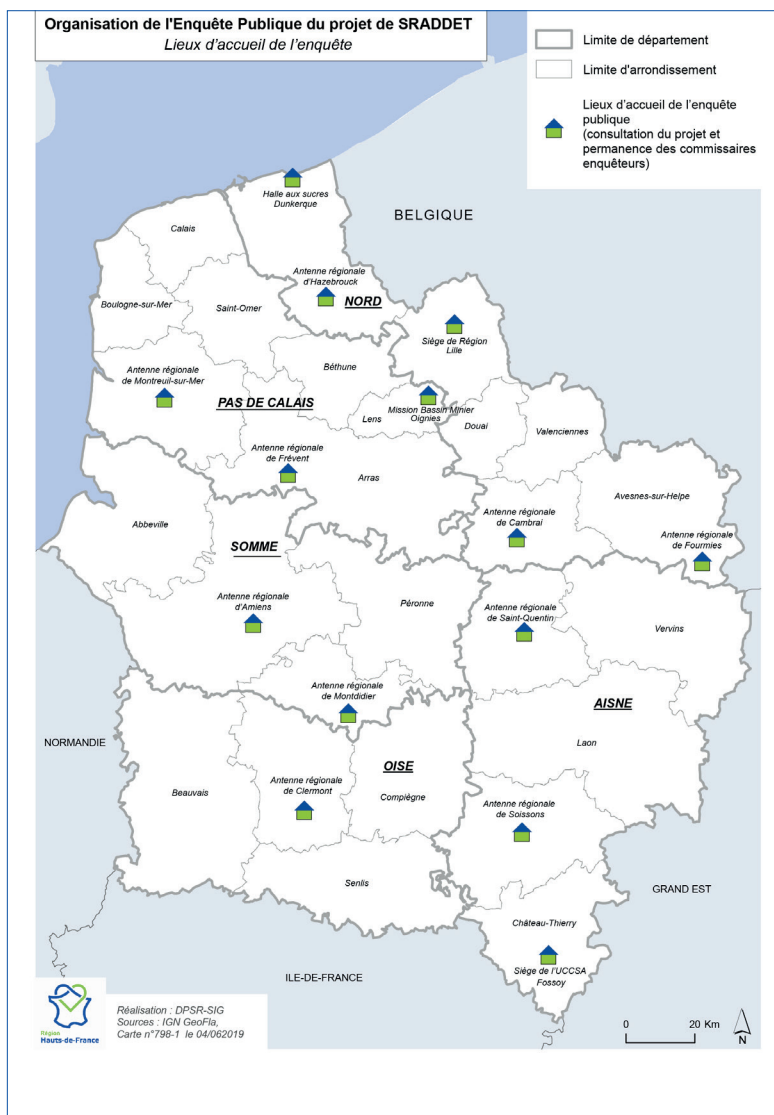 Organisation de l'Enquête Publique du projet de SRADDET
Lieux d'accueil de l'enquête
Limite de département
Limite d'arrondissement
Lieux d'accueil de l'enquête
publique
(consultation du projet et
permanence des commissaires
enquêteurs)
Halle aux sucres
Dunkerque
BELGIQUE
Calais
Antenne régionale
d'Hazebrouck
NORD
Boulogne-sur-Mer
Saint-Omer
Siège de Région
Lille
Antenne régionale
de Montreuil-sur-Mer
Béthune
PAS DE CALAIS
Lens
Mission Bassin Minier
Oignies
Douai
Valenciennes
Antenne régionale
de Frévent
Arras
Avesnes-sur-Helpe
Abbeville
Antenne régionale
de Cambrai
Antenne régionale
de Fourmies
SOMME
Antenne régionale
d'Amiens
Péronne
Antenne régionale
de Saint-Quentin
Vervins
Antenne régionale
de Montdidier
AISNE
NORMANDIE
Laon
OISE
Beauvais
Antenne régionale
de Clermont
Compiègne
Antenne régionale
de Soissons
Senlis
GRAND EST
Château-Thierry
Siège de l'UCCSA
Fossoy
ILE-DE-FRANCE
Région
Hauts-de-France
Réalisation : DPSR-SIG
Sources : IGN GeoFla,
Carte n°798-1 le 04/062019
0 20 Km
N